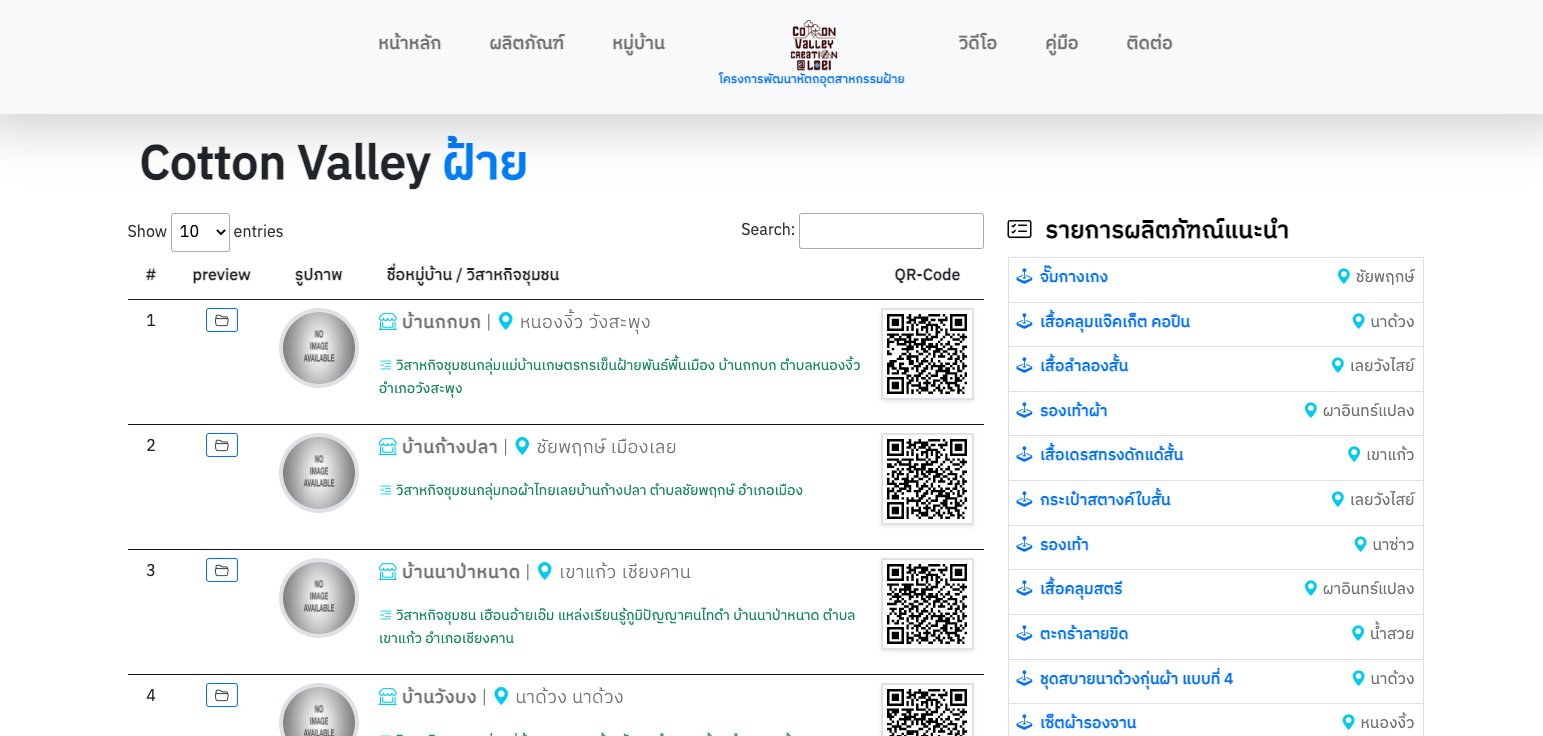 หน้าหลัก ผลิตภัณฑ์ หมู่บ้าน วิดีโอ คู่มือ ติดต่อ
COTTON
VALLEY
CREATION
@LOEI
โครงการพัฒนาหัตถอุตสาหกรรมฝ้าย
Cotton Valley ฝ้าย
Show 10 entries
Search:
# preview รูปภาพ ชื่อหมู่บ้าน / วิสาหกิจชุมชน QR-Code
1 NO IMAGE AVAILABLE บ้านกกบก | หนองงิ้ว วังสะพุง
วิสาหกิจชุมชนกลุ่มแม่บ้านเกษตรกรเข็นฝ้ายพันธ์พื้นเมือง บ้านกกบก ตำบลหนองงิ้ว
อำเภอวังสะพุง
2 NO IMAGE AVAILABLE บ้านก้างปลา | ชัยพฤกษ์ เมืองเลย
วิสาหกิจชุมชนกลุ่มทอผ้าไทยเลยบ้านก้างปลา ตำบลชัยพฤกษ์ อำเภอเมือง
3 NO IMAGE AVAILABLE บ้านนาป่าหนาด | เขาแก้ว เชียงคาน
วิสาหกิจชุมชน เฮือนอ้ายเอ๊ม แหล่งเรียนรู้ภูมิปัญญาฅนไทดำ บ้านนาป่าหนาด ตำบล
เขาแก้ว อำเภอเชียงคาน
4 NO IMAGE AVAILABLE บ้านวังบง | นาด้วง นาด้วง
รายการผลิตภัฑณ์แนะนำ
จั๊มกางเกง ชัยพฤกษ์
เสื้อคลุมแจ๊คเก็ต คอปีน นาด้วง
เสื้อลำลองสั้น เลยวังไสย์
รองเท้าผ้า ผาอินทร์แปลง
เสื้อเดรสทรงดักแด้สั้น เขาแก้ว
กระเป๋าสตางค์ใบสั้น เลยวังไสย์
รองเท้า นาซ่าว
เสื้อคลุมสตรี ผาอินทร์แปลง
ตะกร้าลายขิด น้ำสวย
ชุดสบายนาด้วงกุ่นผ้า แบบที่ 4 นาด้วง
เซ็ตผ้ารองจาน หนองงิ้ว